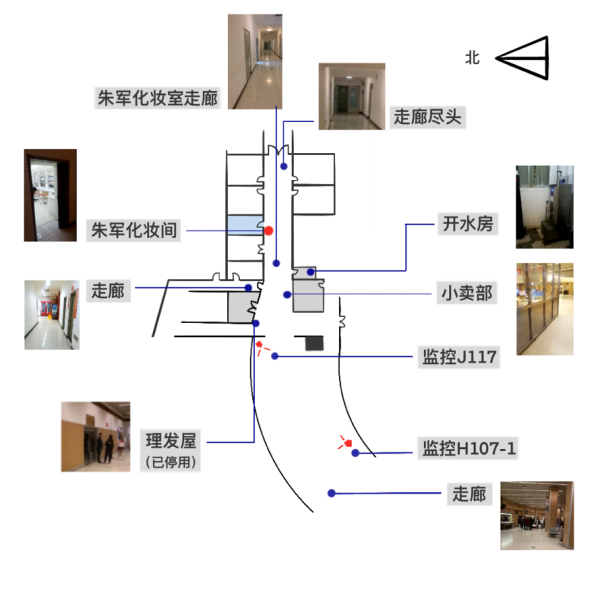 北
朱军化妆室走廊
走廊尽头
朱军化妆间
开水房
走廊
小卖部
监控J117
理发屋
(已停用)
监控H107-1
走廊